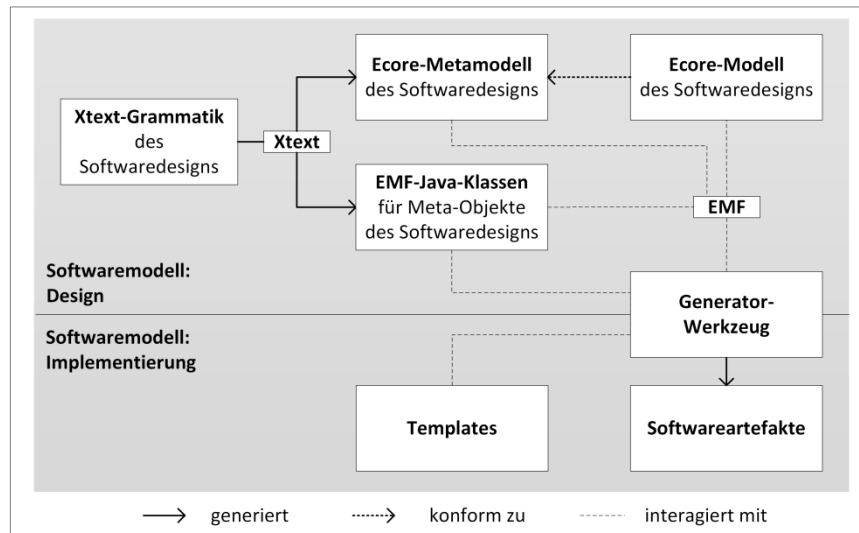 Ecore-Metamodell
des Softwaredesigns
Ecore-Modell
des Softwaredesigns
Xtext-Grammatik
des
Softwaredesigns
Xtext
EMF-Java-Klassen
für Meta-Objekte
des Softwaredesigns
EMF
Softwaremodell:
Design
Generator-
Werkzeug
Softwaremodell:
Implementierung
Templates
Softwareartefakte
generiert
konform zu
interagiert mit